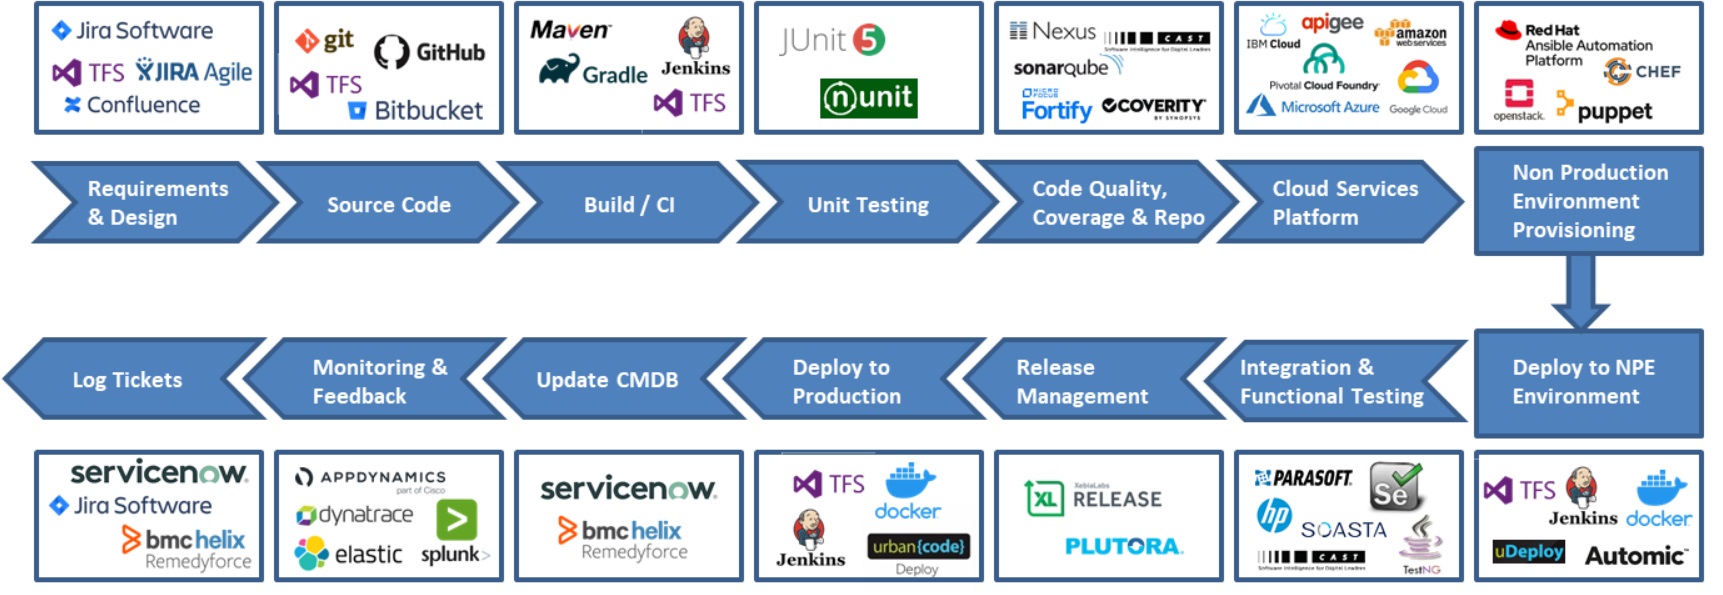 Jira Software
TFS
JIRA Agile
Confluence
git
GitHub
TFS
Bitbucket
Maven™
Jenkins
Gradle
TFS
JUnit 5
nunit
Nexus
CAST
Software Intelligence for Digital Leaders
sonarqube
MICRO
FOCUS
Fortify
COVERITY®
BY SYNOPSYS
IBM Cloud
apigee
amazon
webservices
Pivotal Cloud Foundry
Microsoft Azure
Google Cloud
Red Hat
Ansible Automation
Platform
CHEF
openstack.
puppet
Requirements
& Design
Source Code
Build / CI
Unit Testing
Code Quality,
Coverage & Repo
Cloud Services
Platform
Non Production
Environment
Provisioning
Log Tickets
Monitoring &
Feedback
Update CMDB
Deploy to
Production
Release
Management
Integration &
Functional Testing
Deploy to NPE
Environment
servicenow.
Jira Software
bmc helix
Remedyforce
APPDYNAMICS
part of Cisco
dynatrace
elastic
>
splunk>
servicenow.
bmc helix
Remedyforce
TFS
docker
Jenkins
urban{code}
Deploy
XebiaLabs
XL RELEASE
PLUTORA.
PARASOFT.
Se
hp
SOASTA
CAST
Software Intelligence for Digital Leaders
TestNG
TFS
Jenkins
docker
uDeploy
Automic™